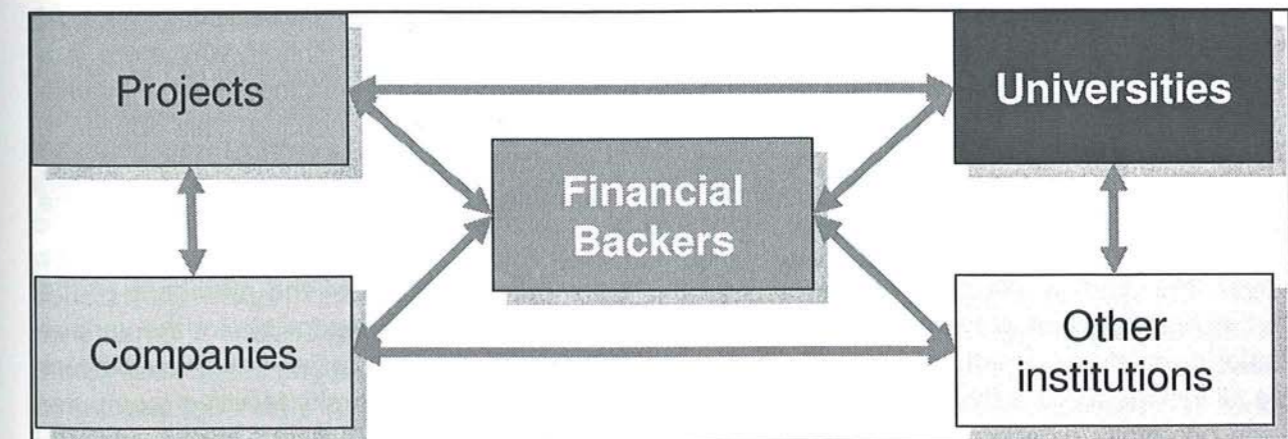 Projects
Universities
Financial
Backers
Companies
Other
institutions